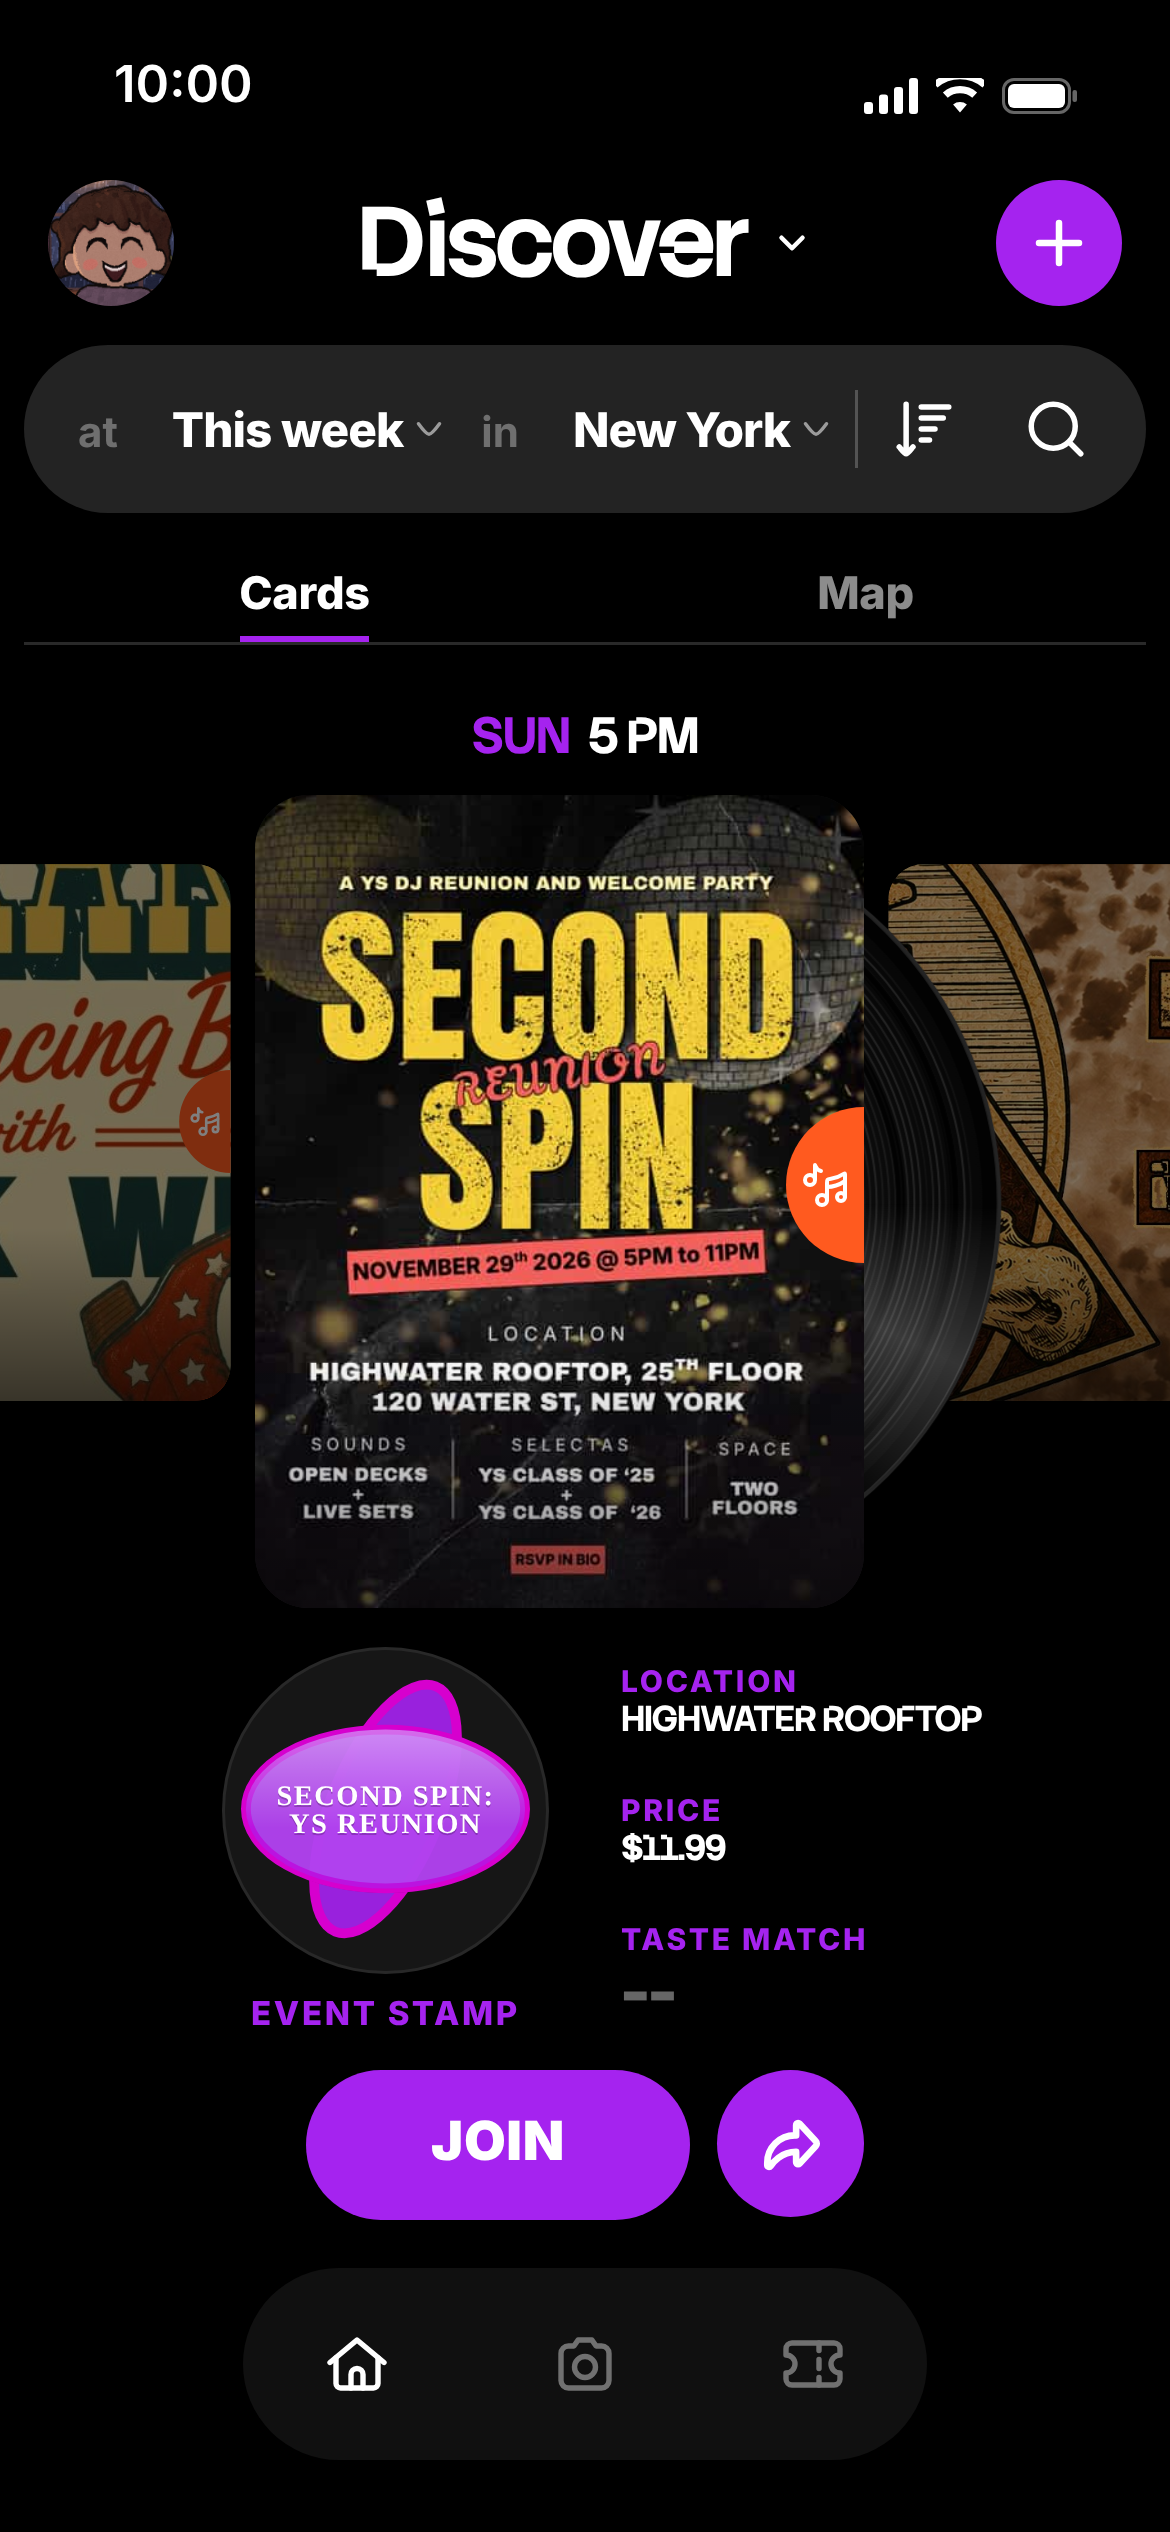 10:00
Discover
at This week in New York
Cards Map
SUN 5 PM
A YS DJ REUNION AND WELCOME PARTY
SECOND
REUNION
SPIN
NOVEMBER 29th 2026 @ 5PM to 11PM
LOCATION
HIGHWATER ROOFTOP, 25TH FLOOR
120 WATER ST, NEW YORK
SOUNDS
OPEN DECKS
+
LIVE SETS
SELECTAS
YS CLASS OF ‘25
+
YS CLASS OF ‘26
SPACE
TWO
FLOORS
RSVP IN BIO
SECOND SPIN:
YS REUNION
EVENT STAMP
LOCATION
HIGHWATER ROOFTOP
PRICE
$11.99
TASTE MATCH
--
JOIN